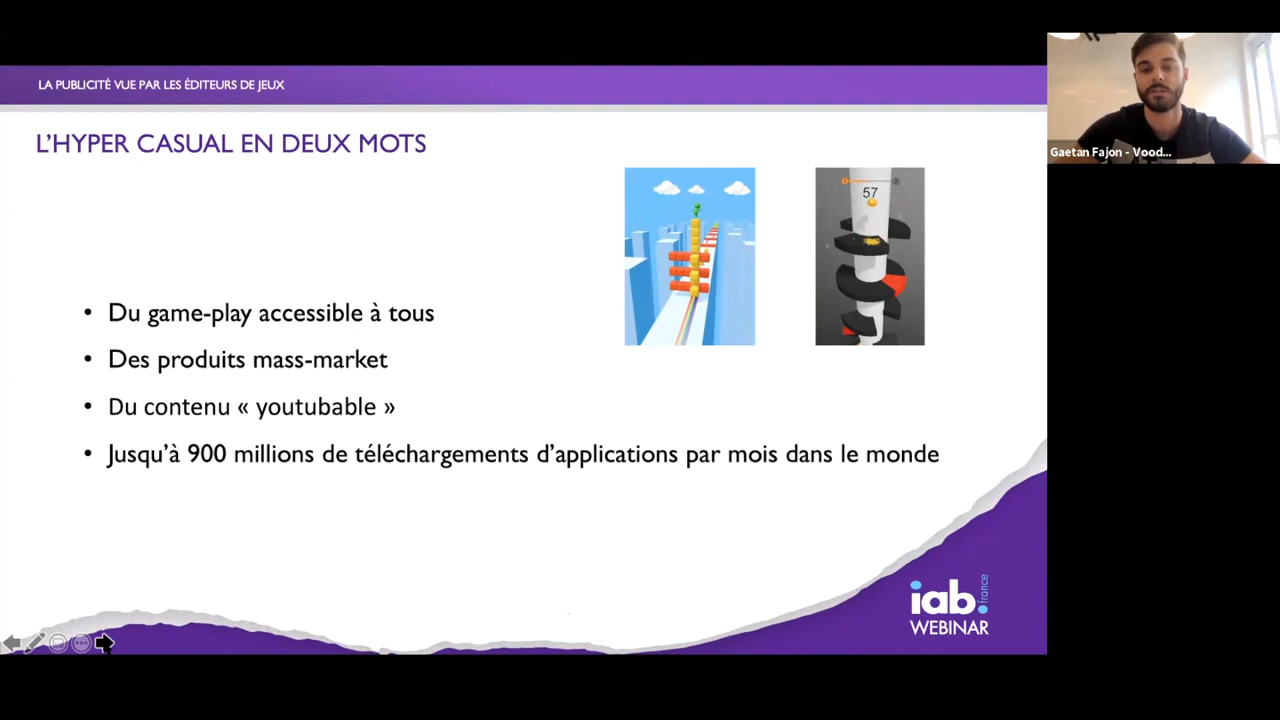 LA PUBLICITÉ VUE PAR LES ÉDITEURS DE JEUX
L'HYPER CASUAL EN DEUX MOTS
57
• Du game-play accessible à tous
• Des produits mass-market
• Du contenu « youtubable »
• Jusqu'à 900 millions de téléchargements d'applications par mois dans le monde
Gaetan Fajon - Vood...
iab.
france
WEBINAR